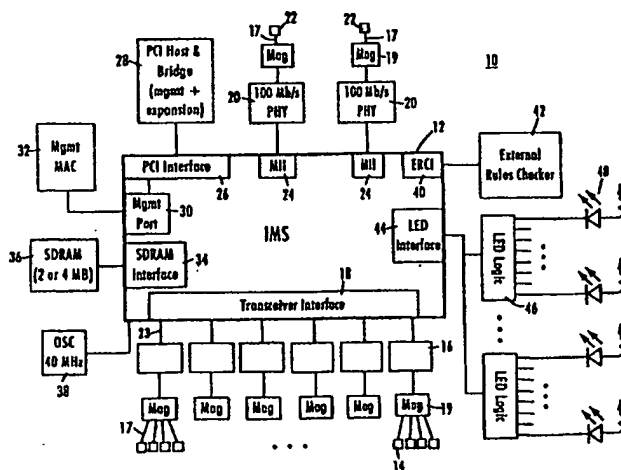 22
17
Mag
22
17
Mag
19
10
28
PCI Host &
Bridge
(mgmt +
expansion)
20
100 Mb/s
PHY
100 Mb/s
PHY
20
12
42
External
Rules Checker
32
Mgmt
MAC
PCI Interface
26
MII
24
MII
24
ERCI
40
Mgmt
Port
30
IMS
44
LED
Interface
48
LED Logic
46
36
SDRAM
(2 or 4 MB)
SDRAM
Interface
34
18
Transceiver Interface
23
OSC
40 MHz
38
16
LED Logic
Mag
Mag
Mag
Mag
Mag
Mag
19
17
14